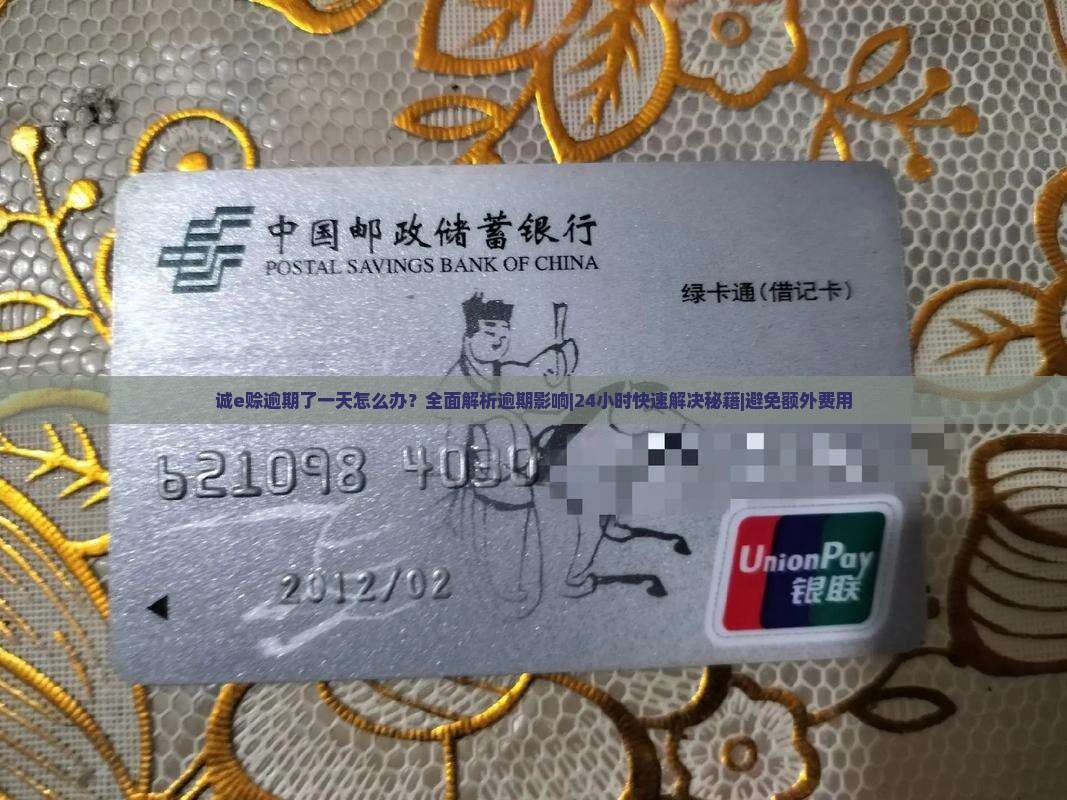 中国邮政储蓄银行
POSTAL SAVINGS BANK OF CHINA
绿卡通(借记卡)
诚e赊逾期了一天怎么办？全面解析逾期影响|24小时快速解决秘籍|避免额外费用
621098 4030
2012/02
UnionPay
银联